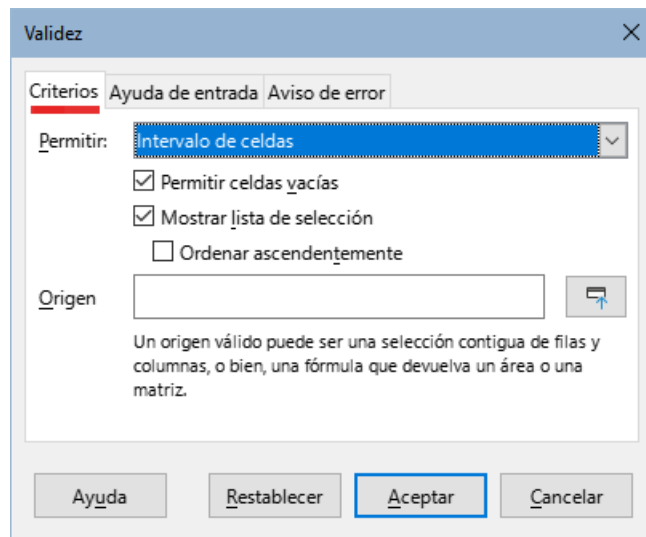 Validez
Criterios Ayuda de entrada Aviso de error
Permitir: Intervalo de celdas
Permitir celdas vacías
Mostrar lista de selección
Ordenar ascendentemente
Origen
Un origen válido puede ser una selección contigua de filas y
columnas, o bien, una fórmula que devuelva un área o una
matriz.
Ayuda Restablecer Aceptar Cancelar